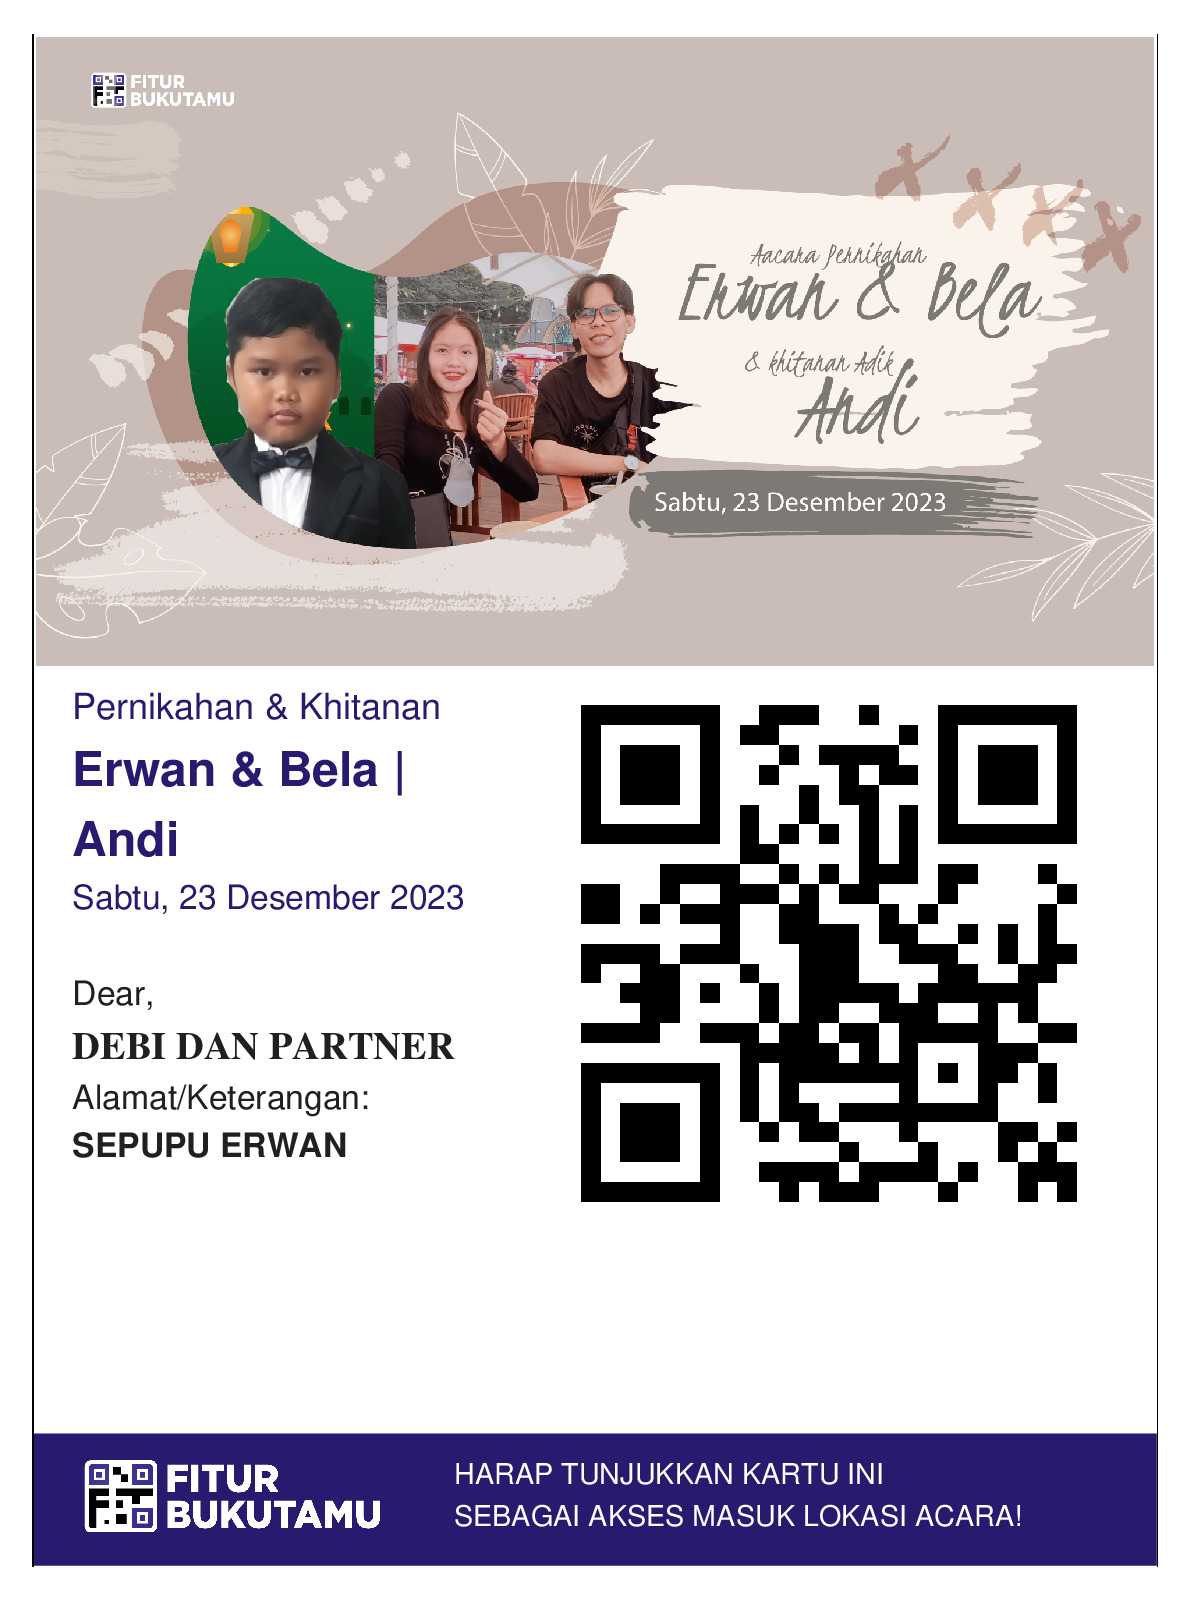 FITUR
BUKUTAMU
Aacara Pernikahan
Erwan & Bela
& khitanan Adik
Andi
Sabtu, 23 Desember 2023
Pernikahan & Khitanan
Erwan & Bela |
Andi
Sabtu, 23 Desember 2023
Dear,
DEBI DAN PARTNER
Alamat/Keterangan:
SEPUPU ERWAN
FITUR
BUKUTAMU
HARAP TUNJUKKAN KARTU INI
SEBAGAI AKSES MASUK LOKASI ACARA!